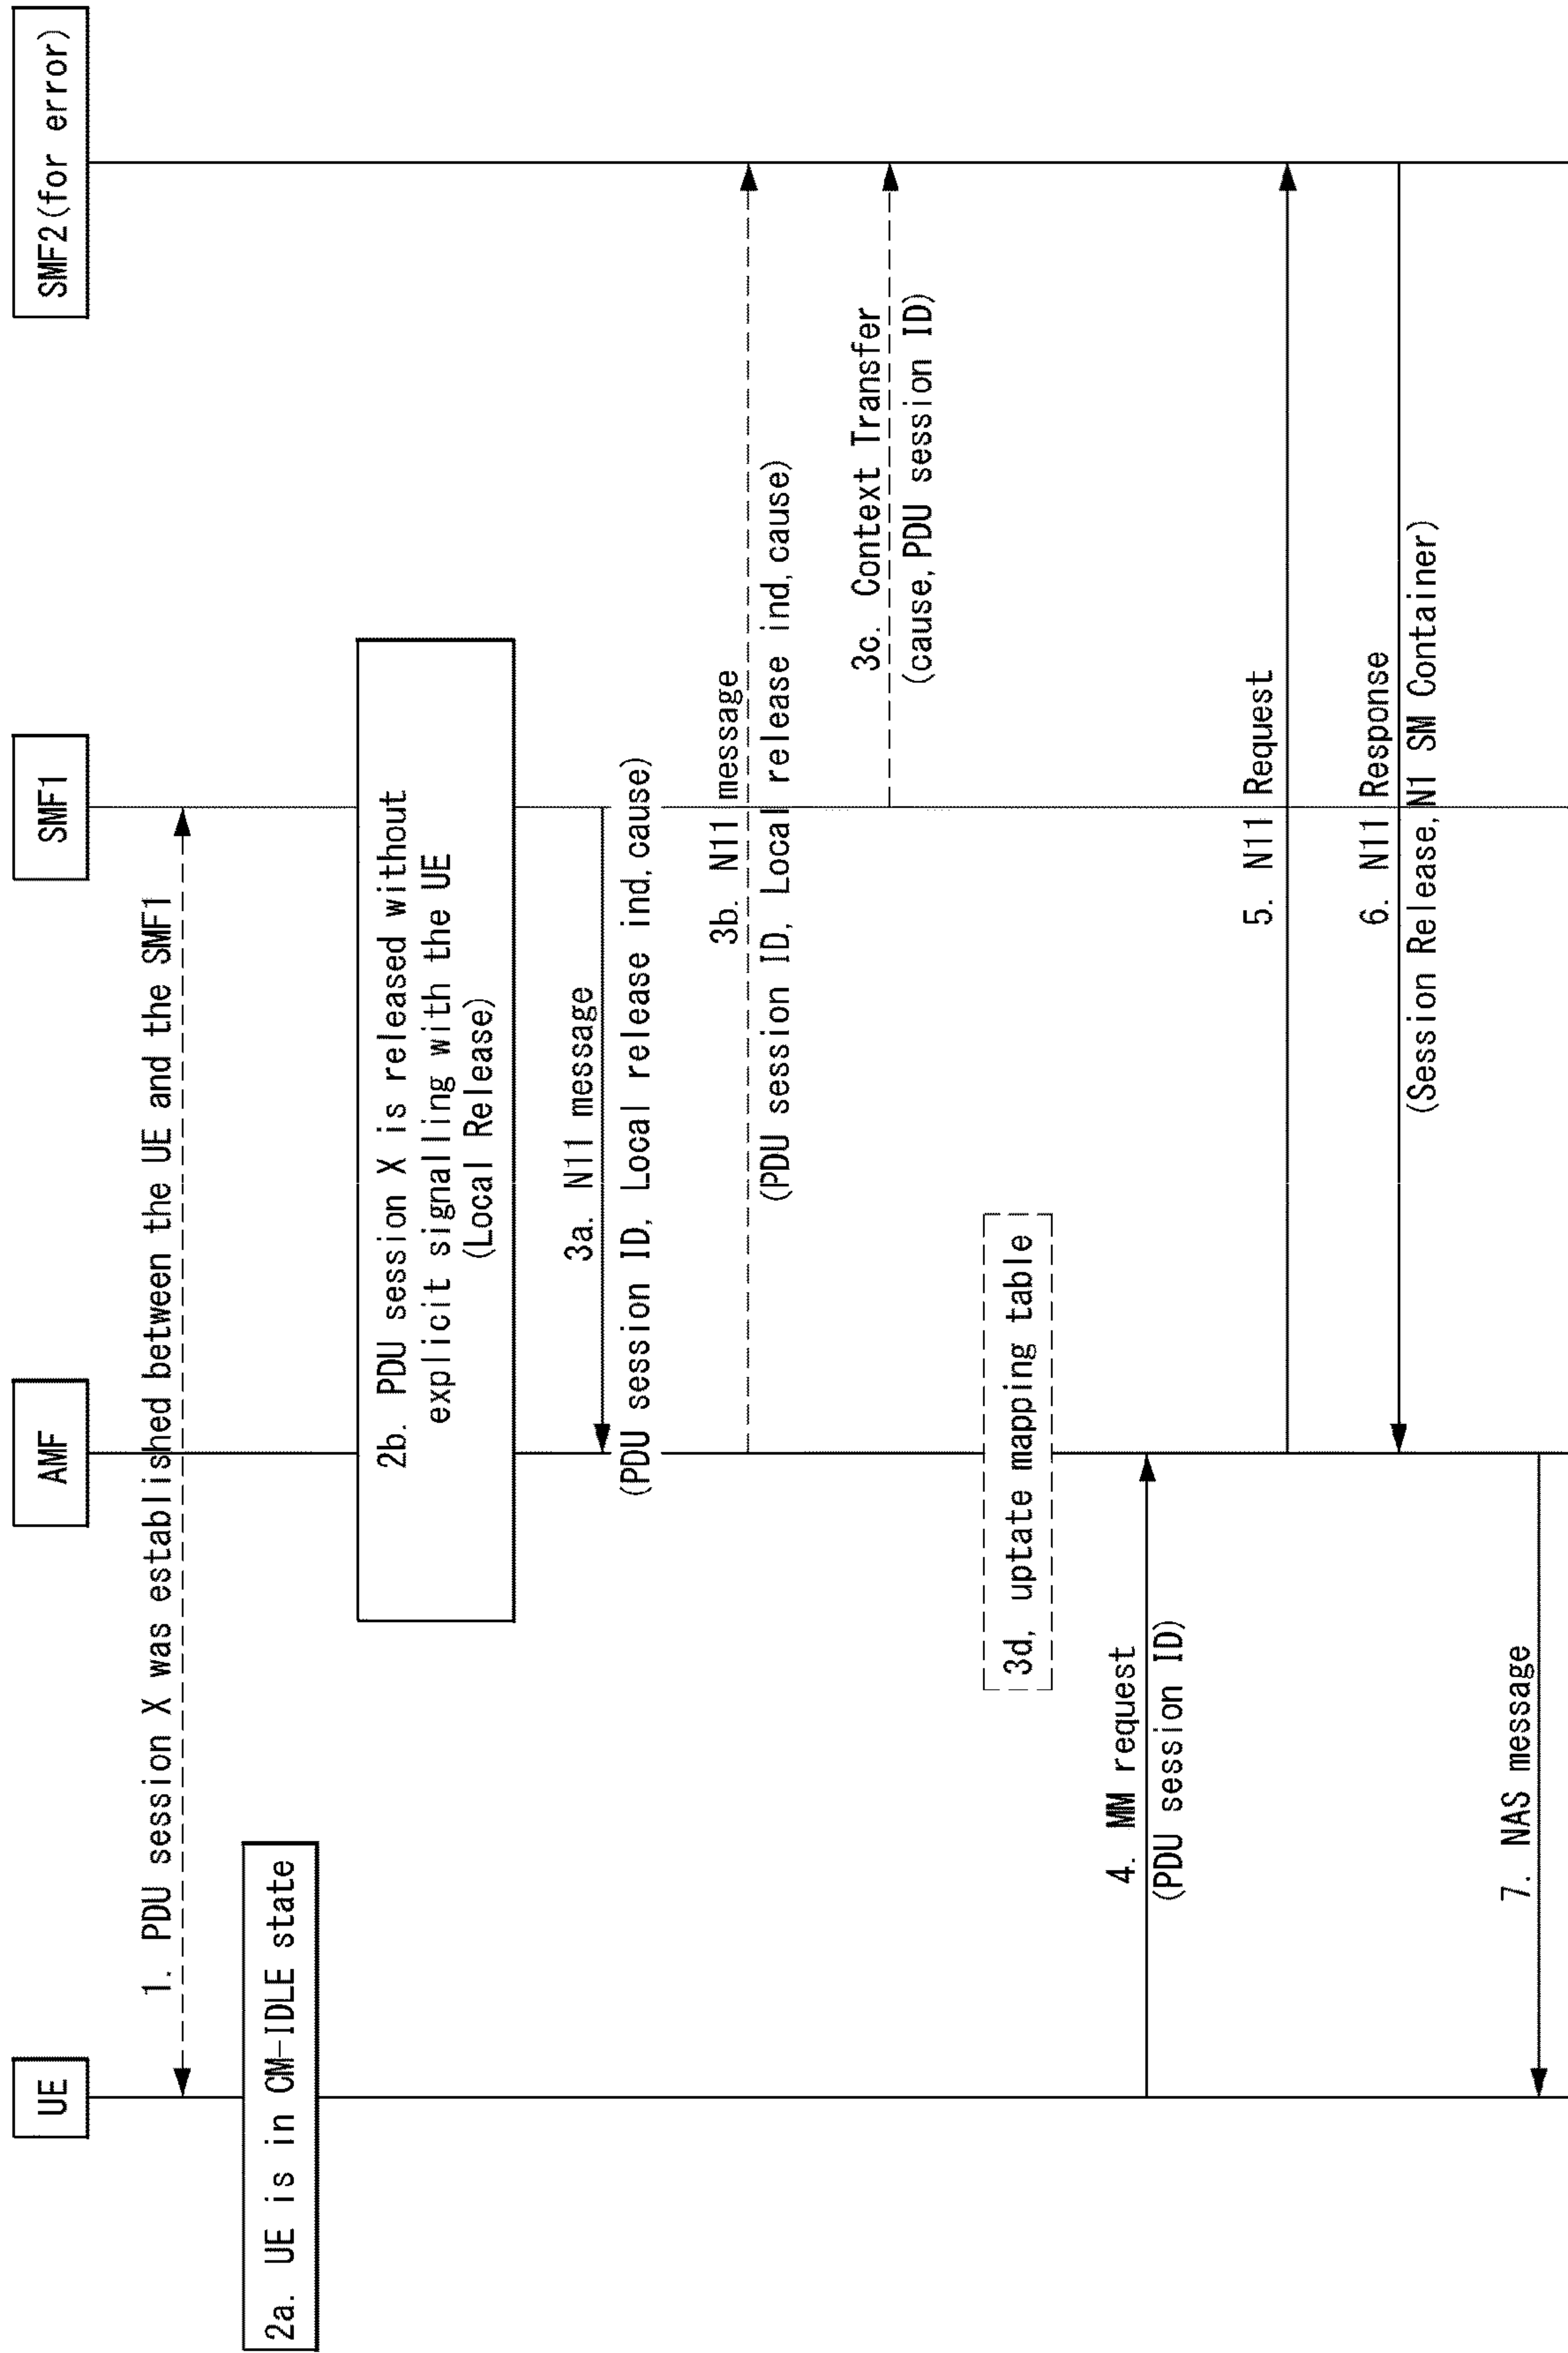 UE
AMF
SMF1
SMF2(for error)
1. PDU session X was established between the UE and the SMF1
2a. UE is in CM-IDLE state
2b. PDU session X is released without
explicit signalling with the UE
(Local Release)
3a. N11 message
(PDU session ID, Local release ind,cause)
3b. N11 message
(PDU session ID, Local release ind,cause)
3c. Context Transfer
(cause,PDU session ID)
3d, uptate mapping table
4. MM request
(PDU session ID)
5. N11 Request
6. N11 Response
(Session Release,N1 SM Container)
7. NAS message